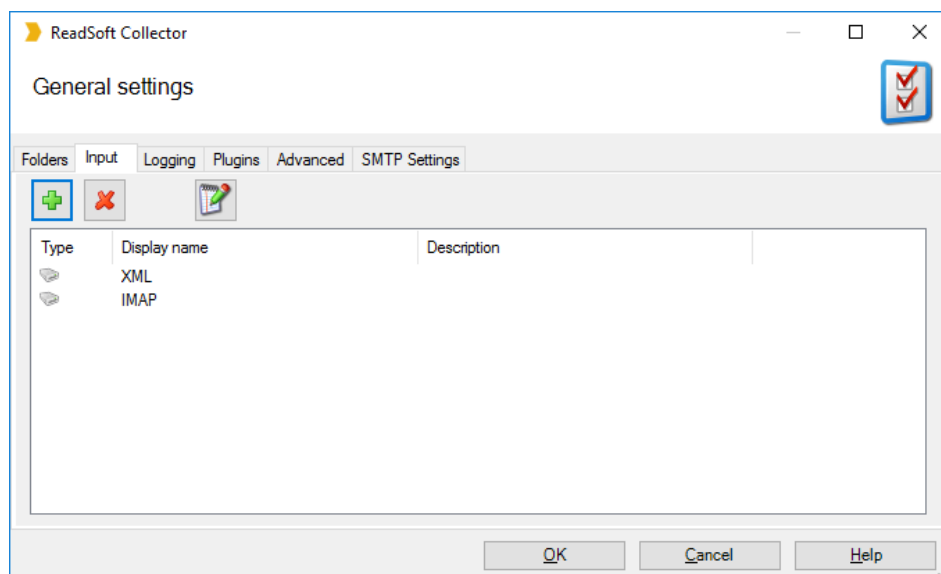 ReadSoft Collector
General settings
Folders Input Logging Plugins Advanced SMTP Settings
Type Display name Description
XML
IMAP
OK Cancel Help